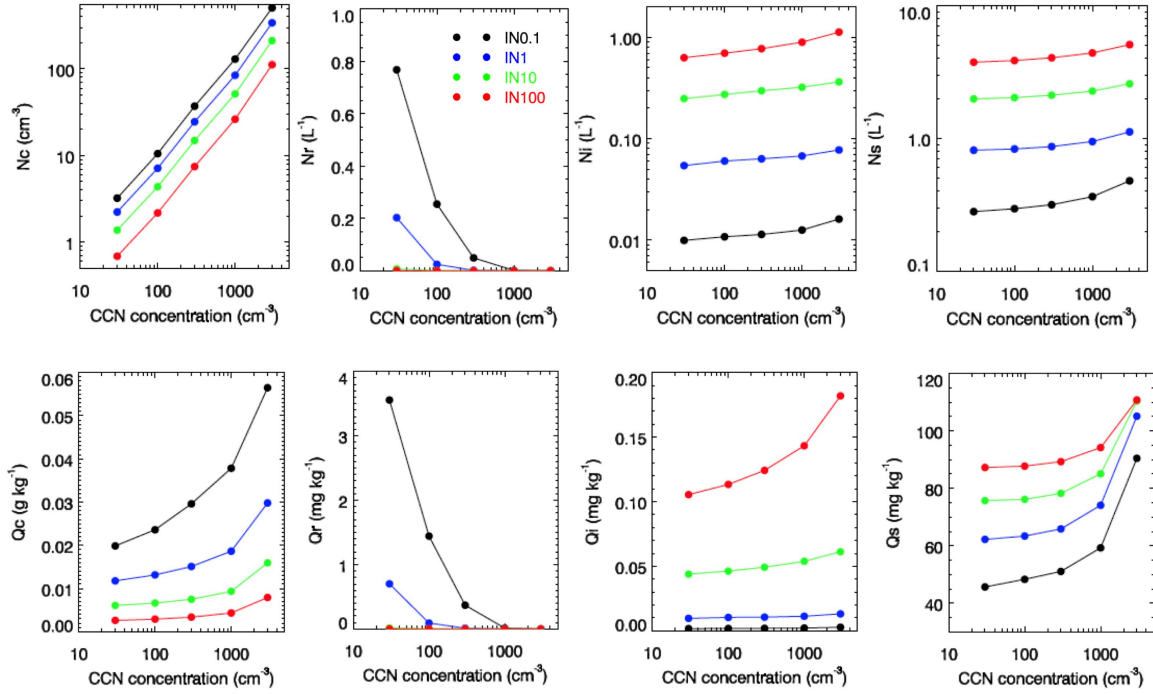 Nc (cm-3)
100
10
1
10 100 1000
CCN concentration (cm-3)
Nr (L-1)
1.0
0.8
0.6
0.4
0.2
0.0
IN0.1
IN1
IN10
IN100
10 100 1000
CCN concentration (cm-3)
Ni (L-1)
1.00
0.10
0.01
10 100 1000
CCN concentration (cm-3)
Ns (L-1)
10.0
1.0
0.1
10 100 1000
CCN concentration (cm-3)
Qc (g kg-1)
0.06
0.05
0.04
0.03
0.02
0.01
0.00
10 100 1000
CCN concentration (cm-3)
Qr (mg kg-1)
4
3
2
1
0
10 100 1000
CCN concentration (cm-3)
Qi (mg kg-1)
0.20
0.15
0.10
0.05
0.00
10 100 1000
CCN concentration (cm-3)
Qs (mg kg-1)
120
100
80
60
40
10 100 1000
CCN concentration (cm-3)